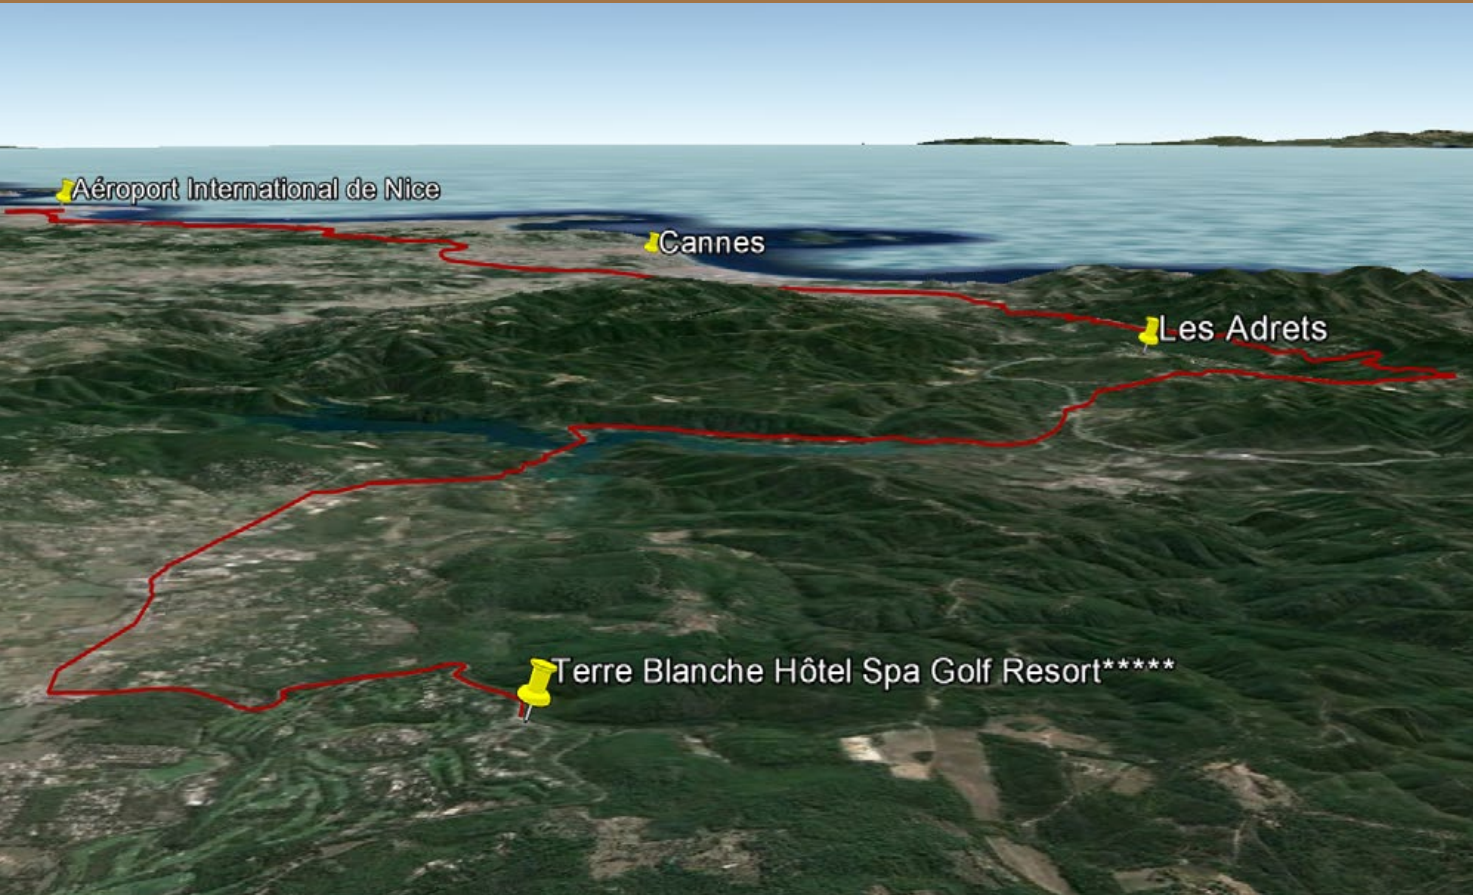 Aéroport International de Nice
Cannes
Les Adrets
Terre Blanche Hôtel Spa Golf Resort*****